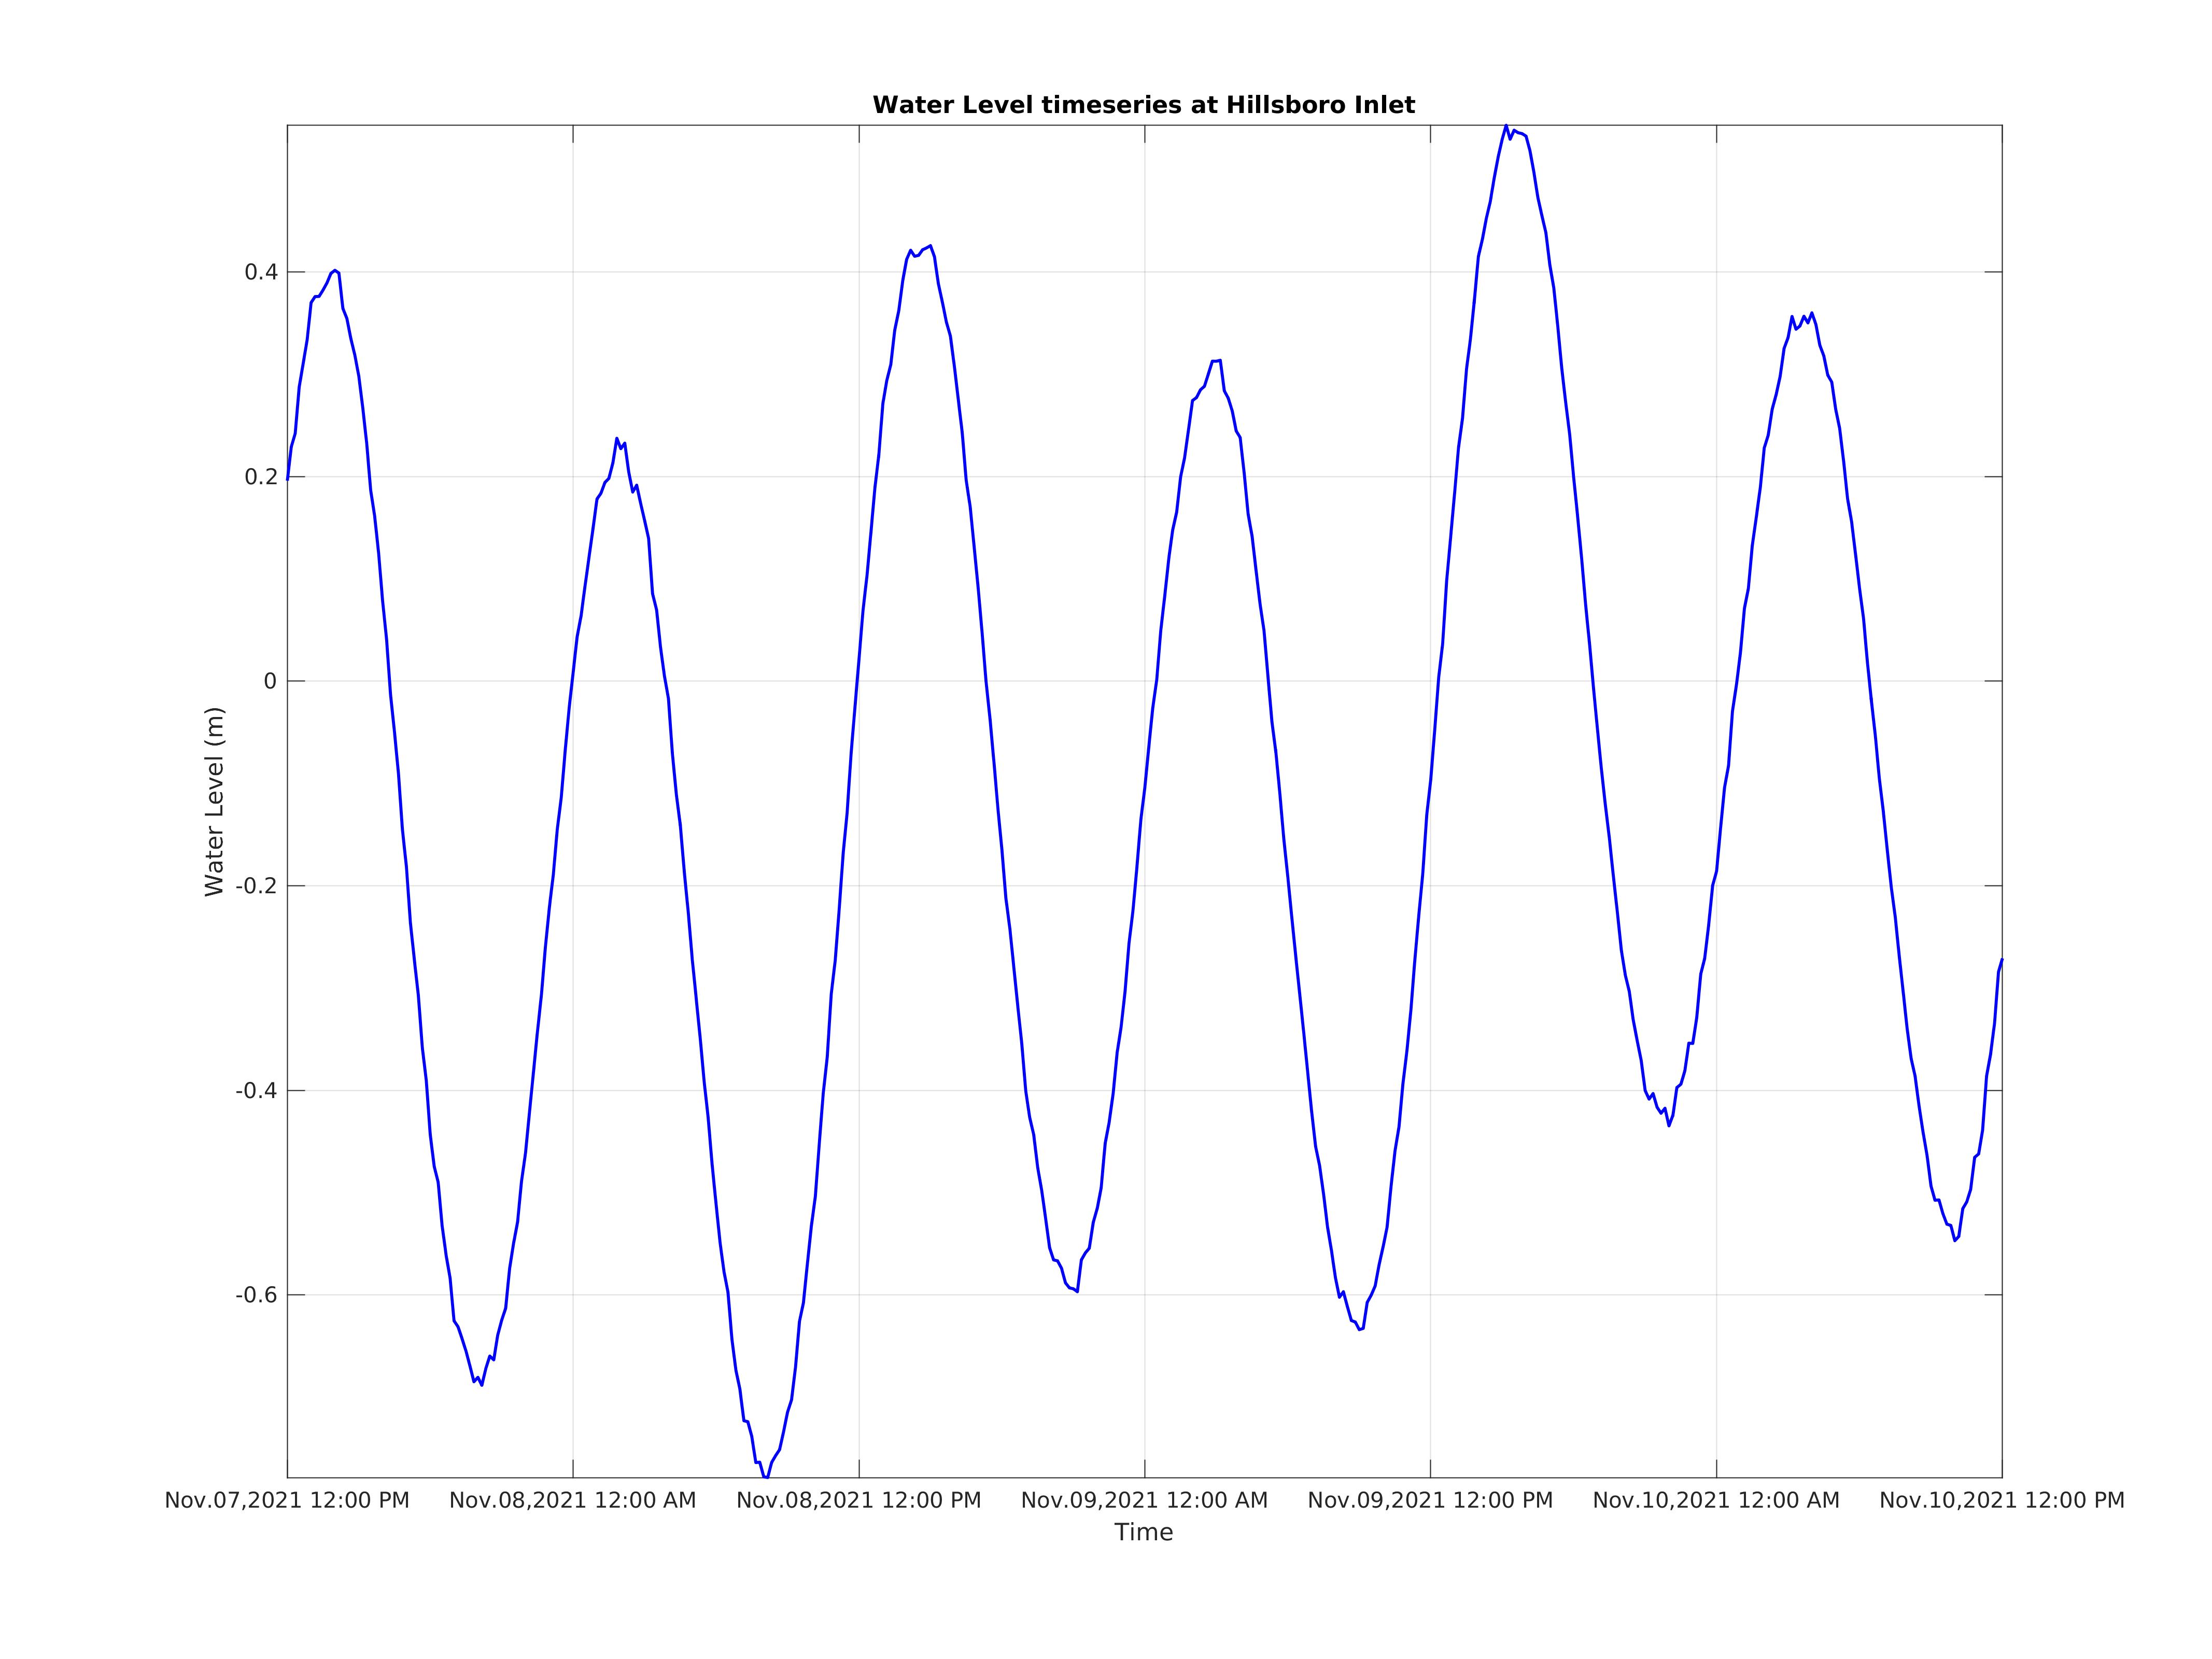 Water Level timeseries at Hillsboro Inlet
0.4
0.2
0
-0.2
-0.4
-0.6
Water Level (m)
Nov.07,2021 12:00 PM Nov.08,2021 12:00 AM Nov.08,2021 12:00 PM Nov.09,2021 12:00 AM Nov.09,2021 12:00 PM Nov.10,2021 12:00 AM Nov.10,2021 12:00 PM
Time